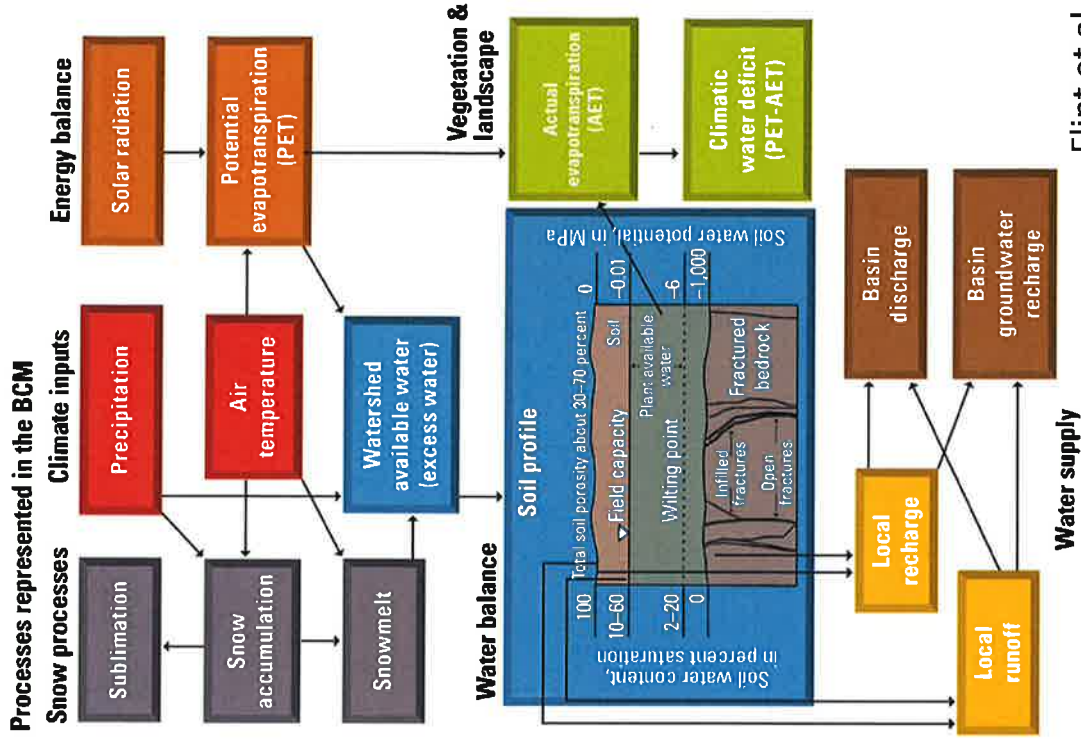 Processes represented in the BCM
Snow processes
Climate inputs
Energy balance
Sublimation
Precipitation
Solar radiation
Snow
accumulation
Air
temperature
Potential
evapotranspiration
(PET)
Snowmelt
Watershed
available water
(excess water)
Vegetation &
landscape
Water balance
Soil profile
Actual
evapotranspiration
(AET)
Climatic
water deficit
(PET-AET)
Soil water content,
in percent saturation
Soil water potential, in MPa
100
Total soil porosity about 30–70 percent
0
10–60
Field capacity
Soil
–0.01
Plant available
water
2–20
Wilting point
–6
0
–1,000
Infilled
fractures
Open
fractures
Fractured
bedrock
Local
runoff
Local
recharge
Basin
discharge
Basin
groundwater
recharge
Water supply